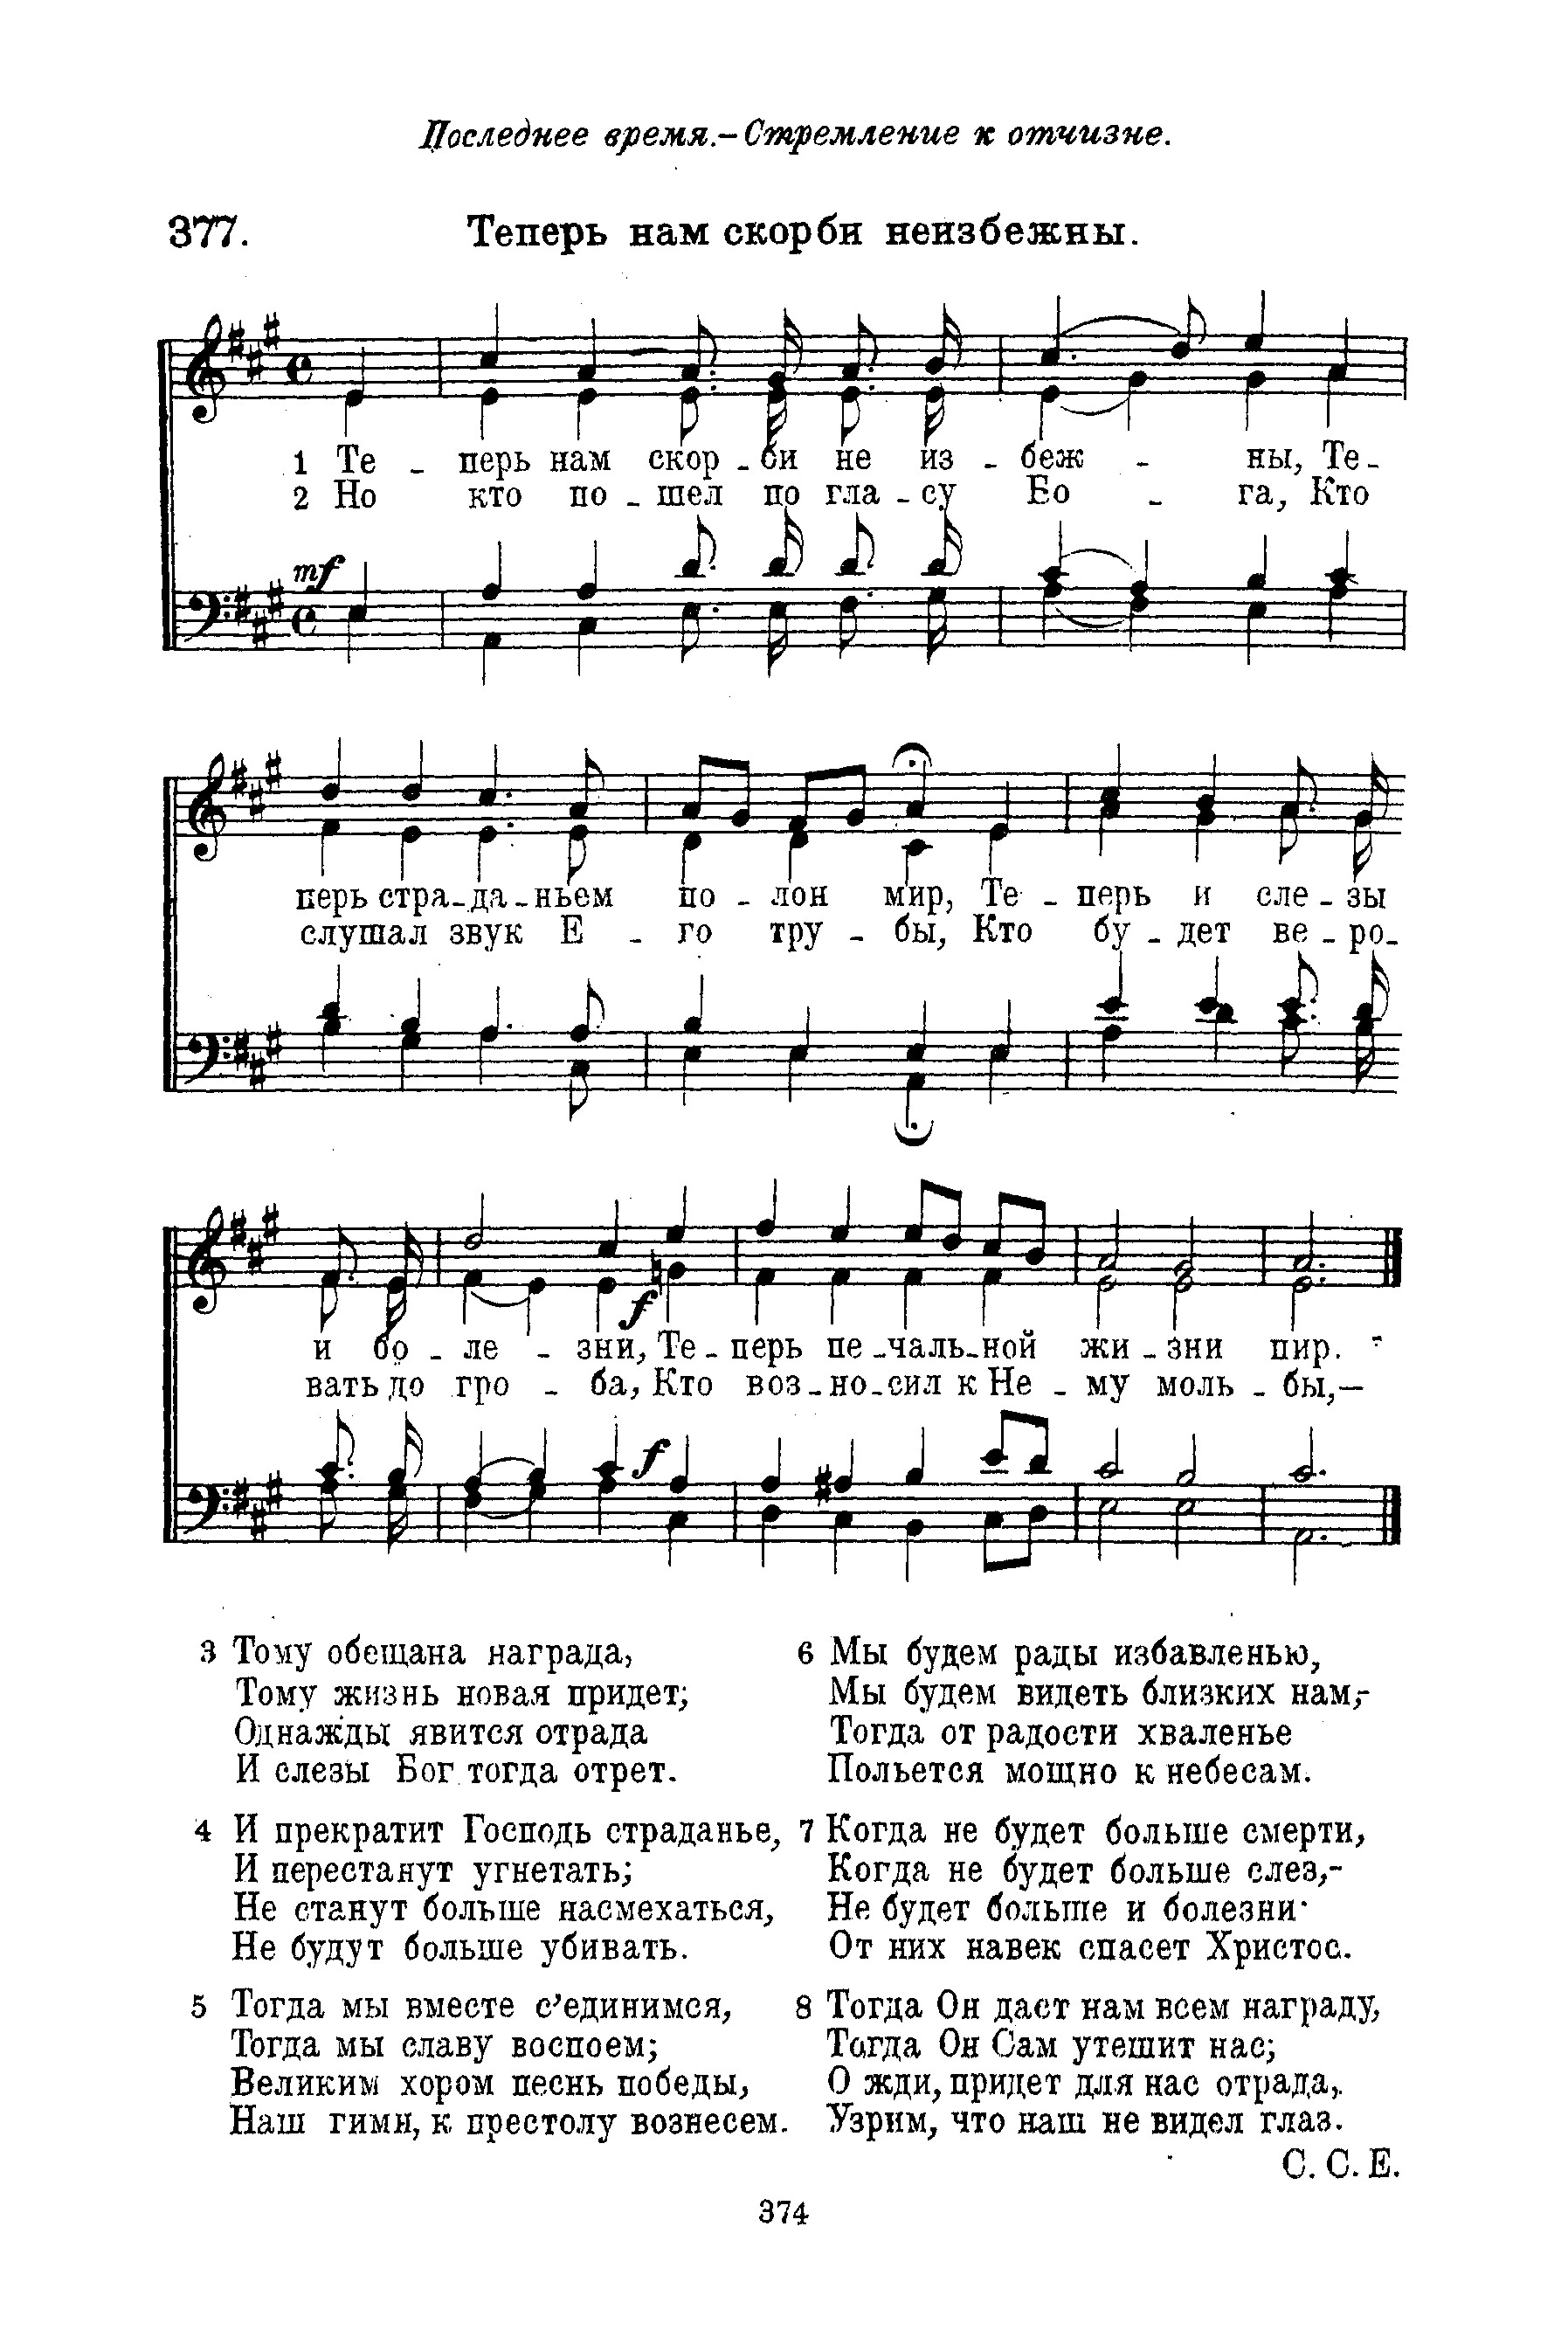 Последнее время.-Стремление к отчизне.
377. Теперь нам скорби неизбежны.
1 Те - перь нам скор - би не из - беж - ны, Те-
2 Но кто по - шел по гла - су Бо - га, Кто
mf
перь стра-да-ньем по - лон мир, Те - перь и сле - зы
слушал звук Е - го тру - бы, Кто бу - дет ве - ро-
f
и бо - ле - зни, Те - перь пе-чаль-ной жи - зни пир.
вать до гро - ба, Кто воз-но-сил к Не - му моль - бы,—
f
3 Тому обещана награда,
Тому жизнь новая придет;
Однажды явится отрада
И слезы Бог тогда отрет.
4 И прекратит Господь страданье,
И перестанут угнетать;
Не станут больше насмехаться,
Не будут больше убивать.
5 Тогда мы вместе с'единимся,
Тогда мы славу воспоем;
Великим хором песнь победы,
Наш гимн, к престолу вознесем.
6 Мы будем рады избавленью,
Мы будем видеть близких нам,-
Тогда от радости хваленье
Польется мощно к небесам.
7 Когда не будет больше смерти,
Когда не будет больше слез,-
Не будет больше и болезни·
От них навек спасет Христос.
8 Тогда Он даст нам всем награду,
Тогда Он Сам утешит нас;
О жди, придет для нас отрада,.
Узрим, что наш не видел глаз.
С. С. Е.
374